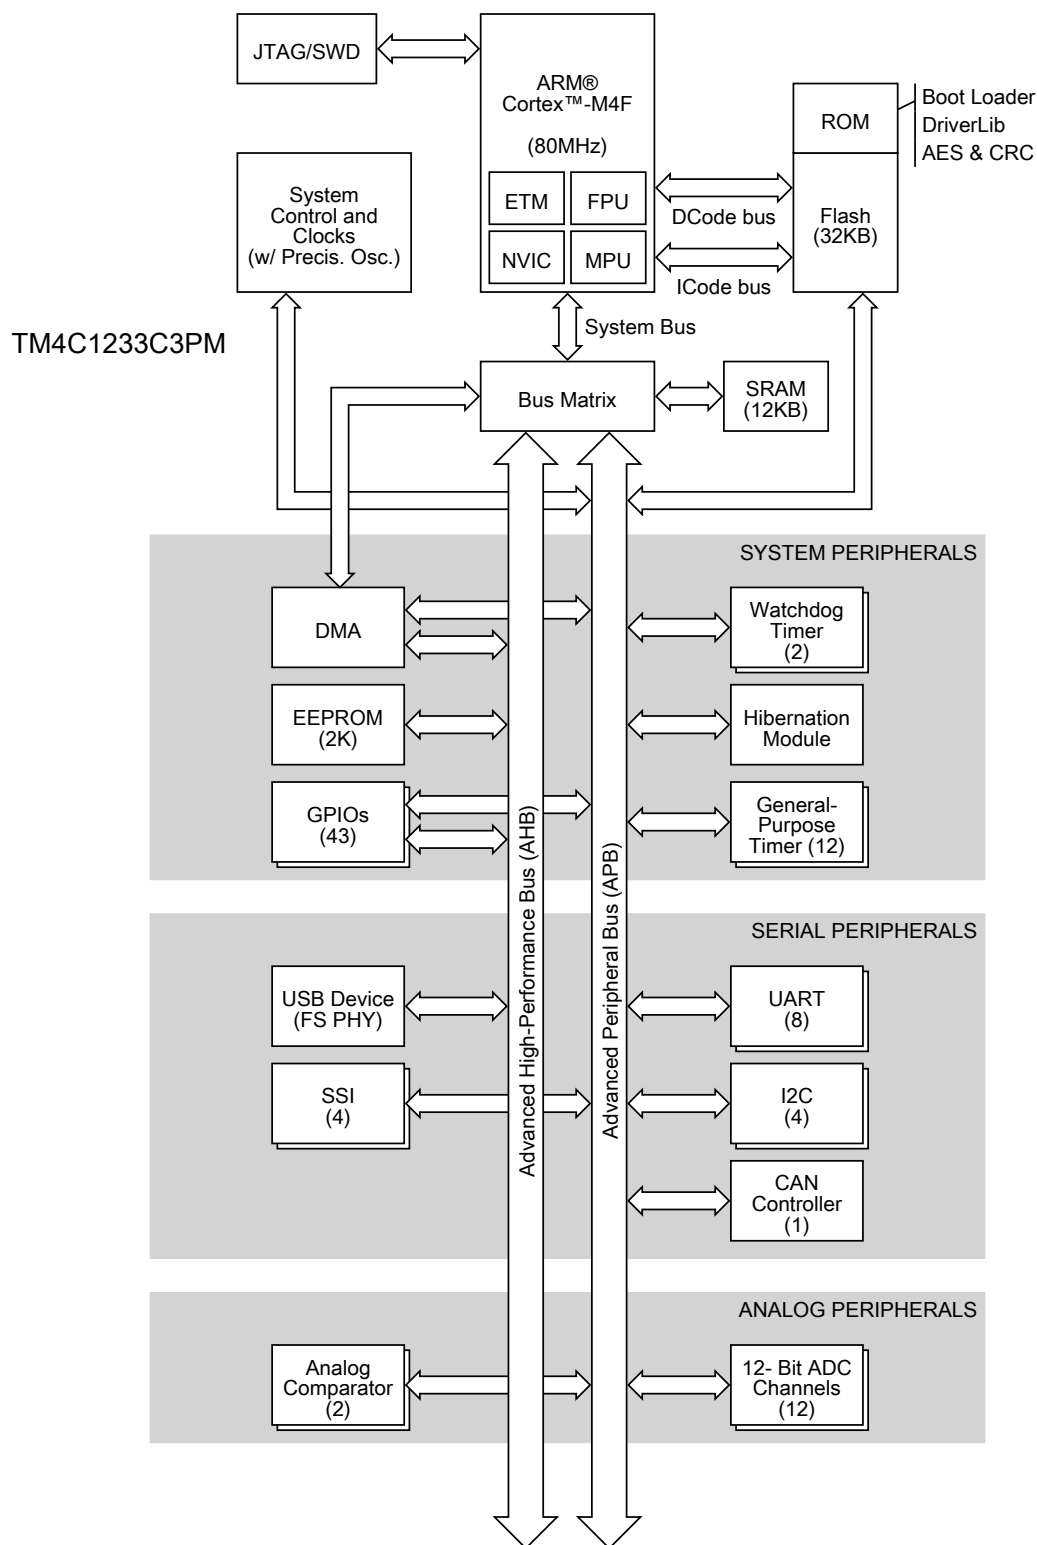 JTAG/SWD
ARM®
Cortex™-M4F
(80MHz)
ETM
FPU
NVIC
MPU
ROM
Boot Loader
DriverLib
AES & CRC
Flash
(32KB)
DCode bus
ICode bus
System
Control and
Clocks
(w/ Precis. Osc.)
TM4C1233C3PM
System Bus
Bus Matrix
SRAM
(12KB)
SYSTEM PERIPHERALS
DMA
Watchdog
Timer
(2)
EEPROM
(2K)
Hibernation
Module
GPIOs
(43)
General-
Purpose
Timer (12)
Advanced High-Performance Bus (AHB)
Advanced Peripheral Bus (APB)
SERIAL PERIPHERALS
USB Device
(FS PHY)
UART
(8)
SSI
(4)
I2C
(4)
CAN
Controller
(1)
ANALOG PERIPHERALS
Analog
Comparator
(2)
12- Bit ADC
Channels
(12)